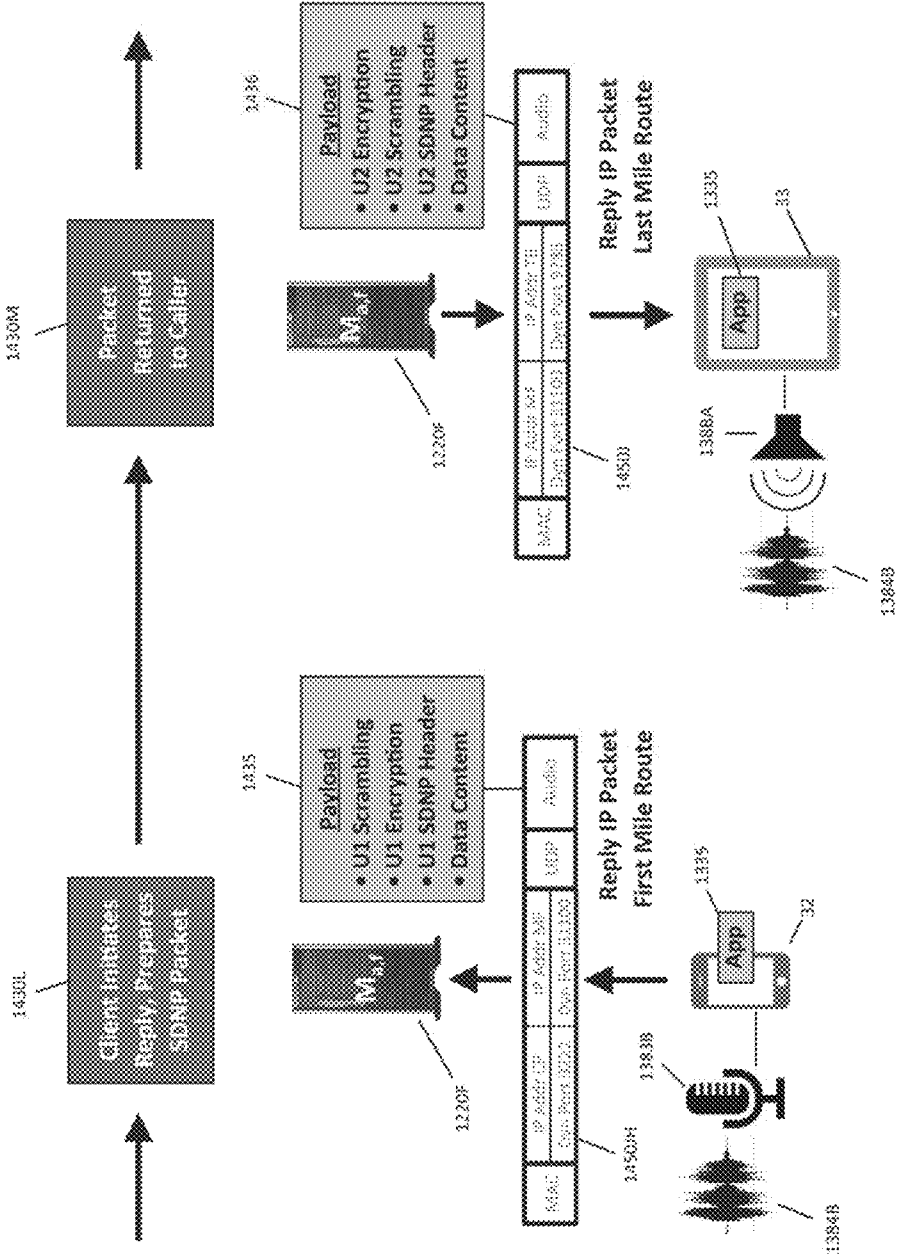 1430L
Client Initiates
Reply, Prepares
SDNP Packet
1430M
Packet
Returned
to Caller
1435
Payload
• U1 Scrambling
• U1 Encryption
• U1 SDNP Header
• Data Content
1220F
MAC
UDP
Audio
Reply IP Packet
First Mile Route
1383B
1384B
App
1335
32
1436
Payload
• U2 Encryption
• U2 Scrambling
• U2 SDNP Header
• Data Content
1220F
MAC
UDP
Audio
Reply IP Packet
Last Mile Route
1388A
1384B
App
1335
33